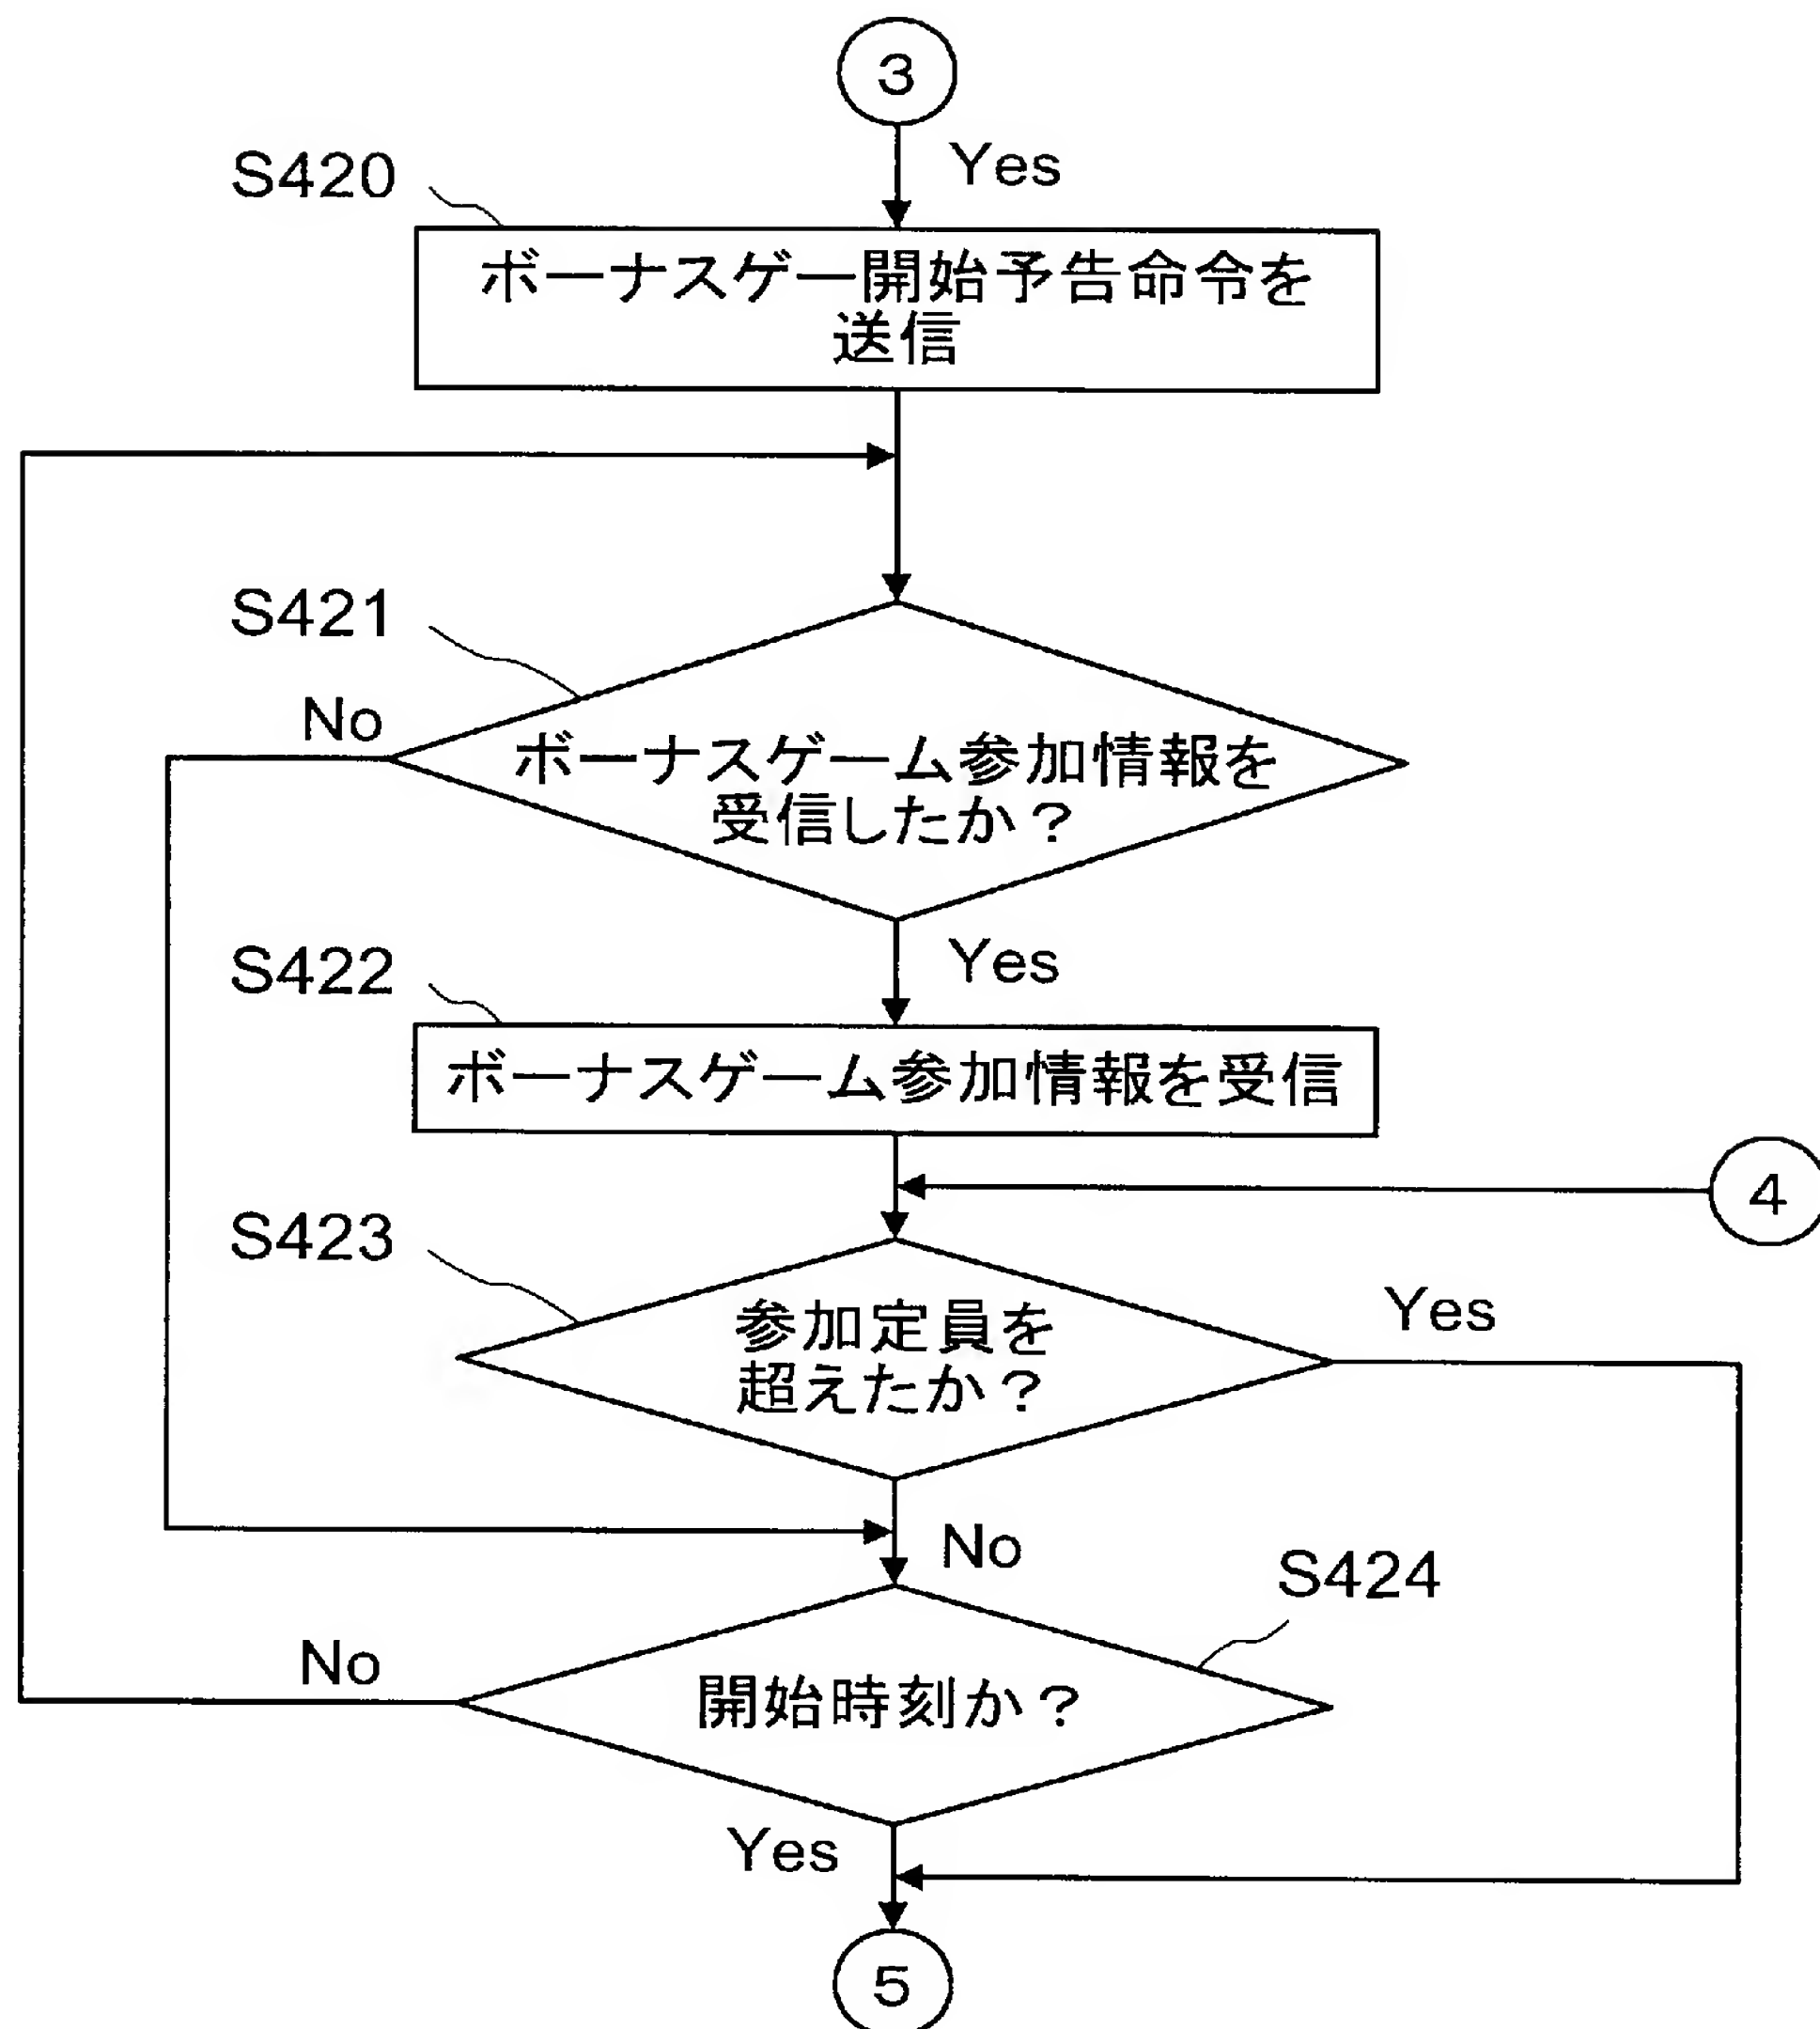 3
Yes
S420
ボーナスゲー開始予告命令を
送信
S421
No
ボーナスゲーム参加情報を
受信したか？
Yes
S422
ボーナスゲーム参加情報を受信
4
S423
参加定員を
超えたか？
Yes
No
S424
開始時刻か？
No
Yes
5